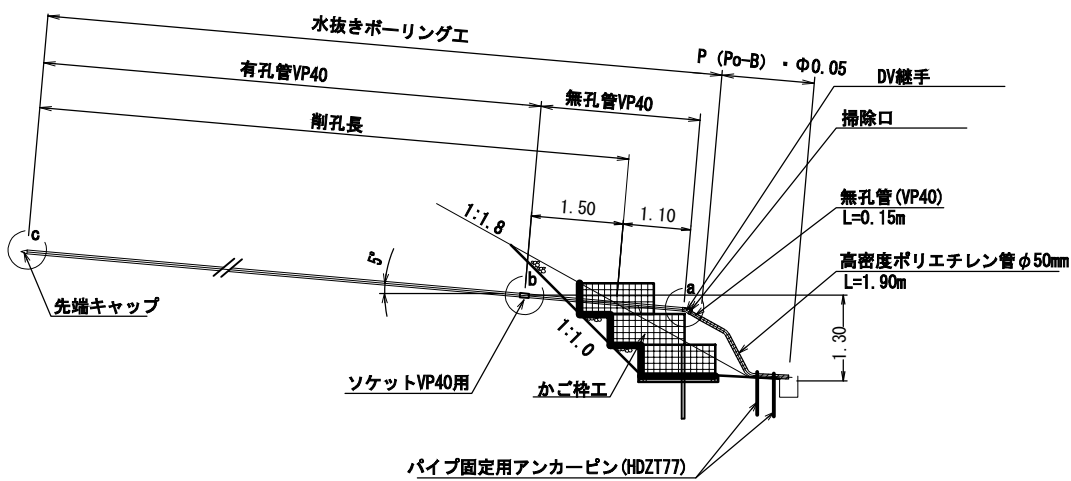 水抜きボーリング工
P (Po-B) ・ Φ0.05
有孔管VP40
無孔管VP40
削孔長
DV継手
掃除口
無孔管(VP40)
L=0.15m
高密度ポリエチレン管φ50mm
L=1.90m
1:1.8
1.50
1.10
c
5°
b
a
先端キャップ
1:1.0
1.30
ソケットVP40用
かご枠工
パイプ固定用アンカーピン(HDZT77)